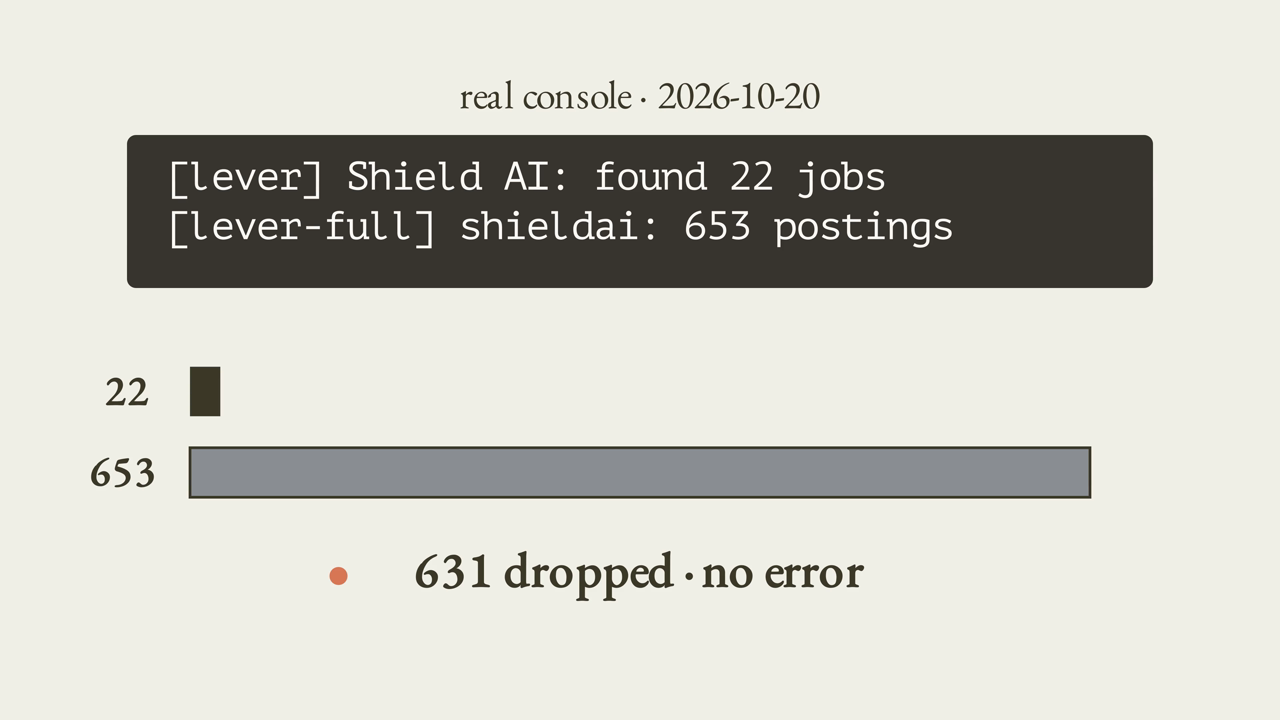 real console · 2026-10-20
[lever] Shield AI: found 22 jobs
[lever-full] shieldai: 653 postings
22
653
631 dropped · no error